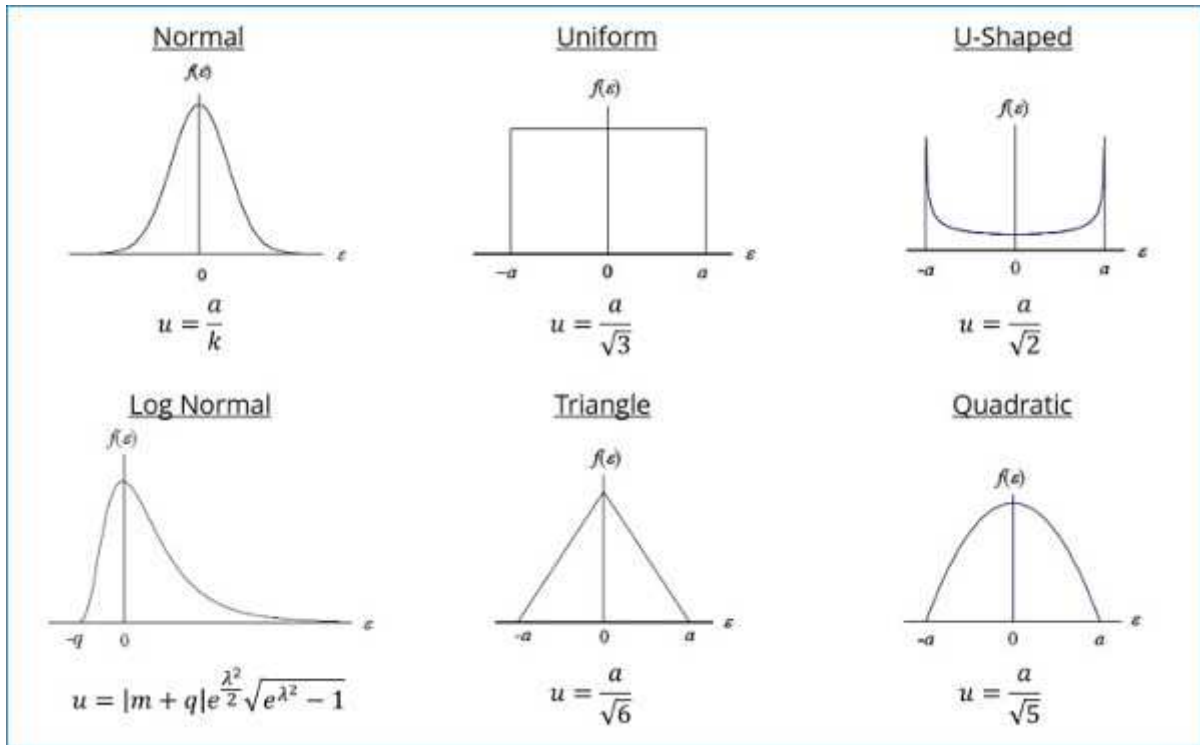 Normal
f(ε)
ε
0
u = a/k
Uniform
f(ε)
ε
-a 0 a
u = a/√3
U-Shaped
f(ε)
ε
-a 0 a
u = a/√2
Log Normal
f(ε)
ε
-q 0
u = |m + q|e^(λ²/2)√(e^(λ²) − 1)
Triangle
f(ε)
ε
-a 0 a
u = a/√6
Quadratic
f(ε)
ε
-a 0 a
u = a/√5